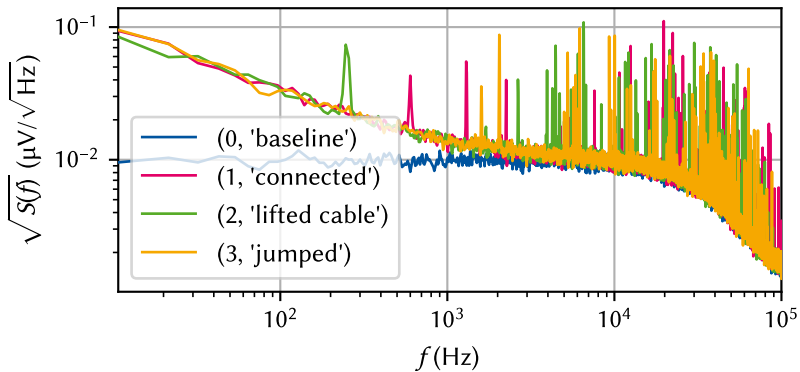 10⁻¹
10⁻²
√S(f) (µV/√Hz)
(0, 'baseline')
(1, 'connected')
(2, 'lifted cable')
(3, 'jumped')
10² 10³ 10⁴ 10⁵
f (Hz)